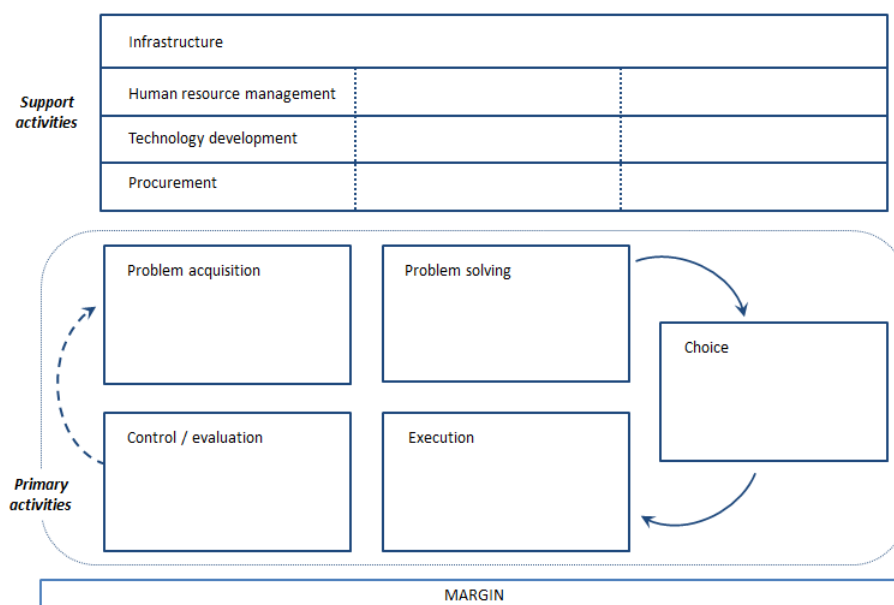 Infrastructure
Support
activities
Human resource management
Technology development
Procurement
Problem acquisition
Problem solving
Choice
Control / evaluation
Execution
Primary
activities
MARGIN